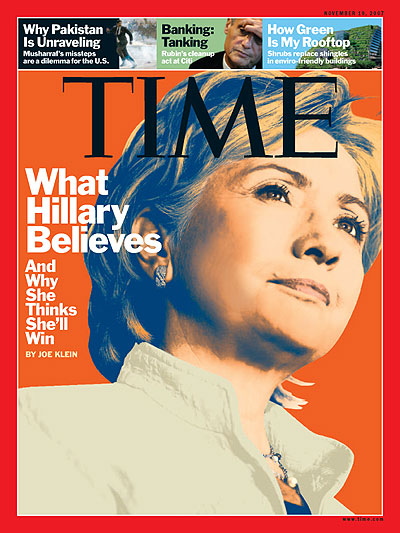 NOVEMBER 19, 2007
Why Pakistan
Is Unraveling
Musharraf's missteps
are a dilemma for the U.S.
Banking:
Tanking
Rubin's cleanup
act at Citi
How Green
Is My Rooftop
Shrubs replace shingles
in enviro-friendly buildings
TIME
What
Hillary
Believes
And
Why
She
Thinks
She'll
Win
BY JOE KLEIN
www.time.com